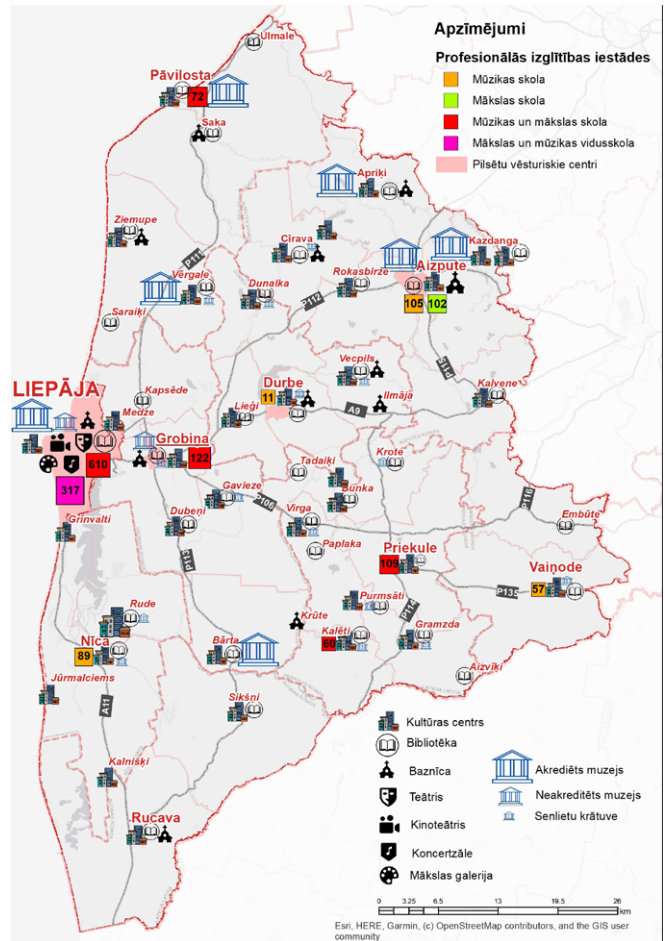 Apzīmējumi
Profesionālās izglītības iestādes
Mūzikas skola
Mākslas skola
Mūzikas un mākslas skola
Mākslas un mūzikas vidusskola
Pilsētu vēsturiskie centri
Ulmale
Pāvilosta
72
Saka
Apriķi
Ziemupe
Cīrava
Kazdanga
P111
Aizpute
Vērgale
Dunalka
Rokasbirze
P112
105
102
Saraiķi
P115
Vecpils
LIEPĀJA
Kapsēde
Durbe
11
Ilmāja
Kalvene
Medze
Lieģi
A9
Grobiņa
122
Krote
610
Tadaiķi
317
Gavieze
P106
Bunka
P116
Embūte
Grīnvalti
Dubeņi
Virga
Paplaka
Priekule
109
Vaiņode
57
P113
P135
Rude
Purmsāti
P114
Krūte
Nīca
89
Bārta
Kalēti
60
Gramzda
Jūrmalciems
Aizvīķi
A11
Sikšņi
Kalnišķi
Rucava
Kultūras centrs
Bibliotēka
Baznīca
Teātris
Kinoteātris
Koncertzāle
Mākslas galerija
Akreditēts muzejs
Neakreditēts muzejs
Senlietu krātuve
0 3.25 6.5 13 19.5 26
km
Esri, HERE, Garmin, (c) OpenStreetMap contributors, and the GIS user
community